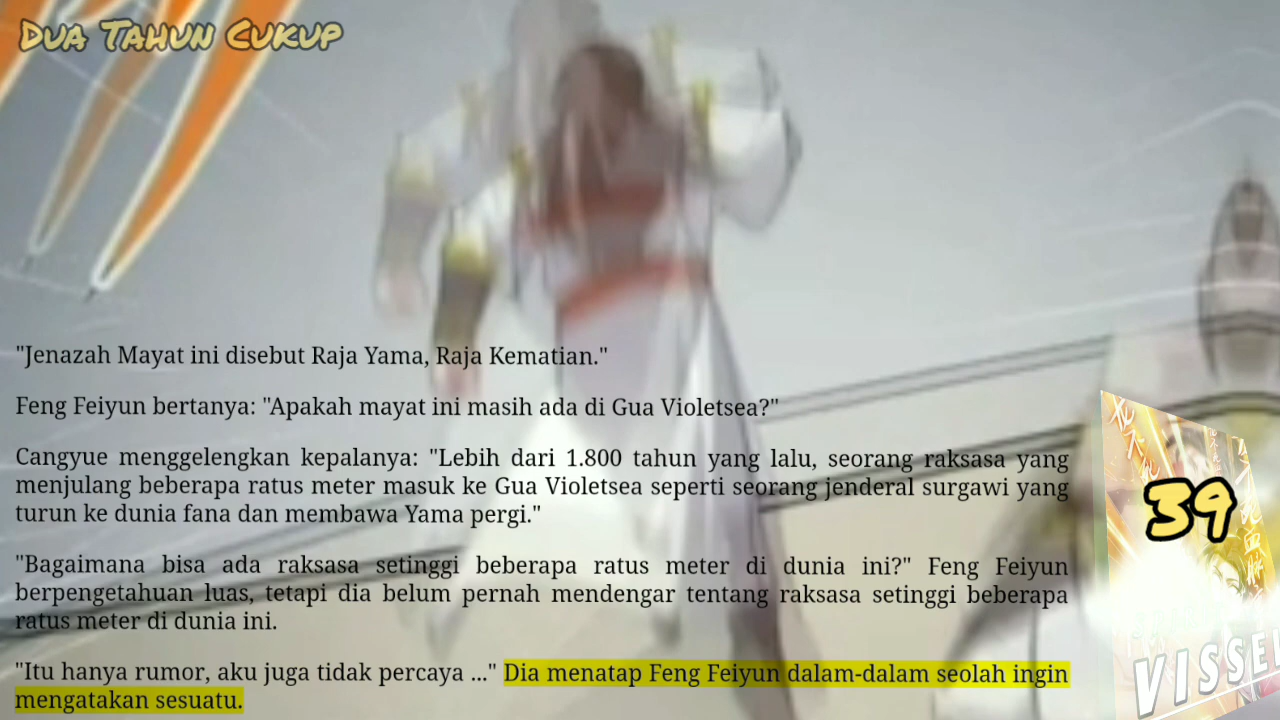 Dua Tahun Cukup
"Jenazah Mayat ini disebut Raja Yama, Raja Kematian."
Feng Feiyun bertanya: "Apakah mayat ini masih ada di Gua Violetsea?"
Cangyue menggelengkan kepalanya: "Lebih dari 1.800 tahun yang lalu, seorang raksasa yang
menjulang beberapa ratus meter masuk ke Gua Violetsea seperti seorang jenderal surgawi yang
turun ke dunia fana dan membawa Yama pergi."
"Bagaimana bisa ada raksasa setinggi beberapa ratus meter di dunia ini?" Feng Feiyun
berpengetahuan luas, tetapi dia belum pernah mendengar tentang raksasa setinggi beberapa
ratus meter di dunia ini.
"Itu hanya rumor, aku juga tidak percaya ..." Dia menatap Feng Feiyun dalam-dalam seolah ingin
mengatakan sesuatu.
39
VISSEL